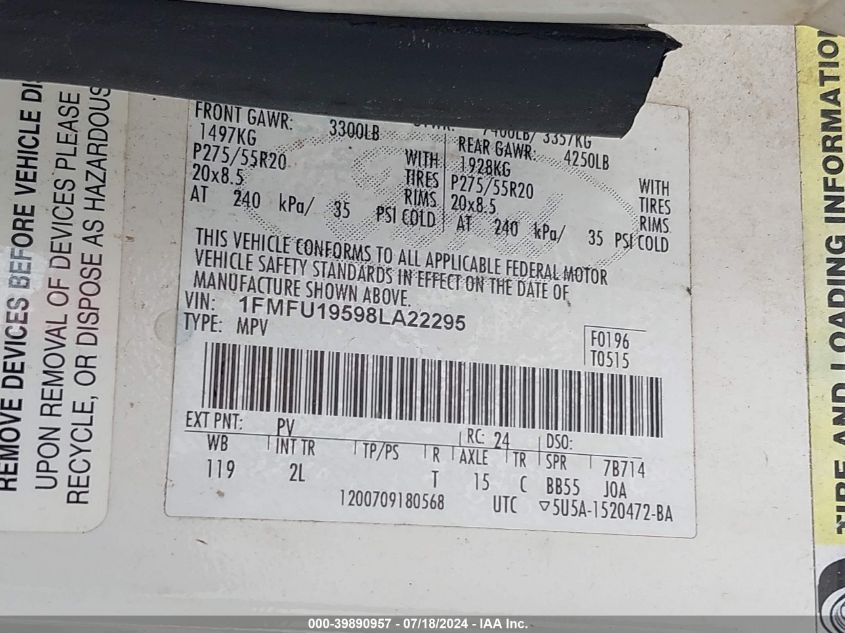 REMOVE DEVICES BEFORE VEHICLE DI
UPON REMOVAL OF DEVICES PLEASE
RECYCLE, OR DISPOSE AS HAZARDOUS
FRONT GAWR: 3300LB
1497KG
P275/55R20 WITH
20x8.5 TIRES
RIMS
AT 240 kPa/ 35 PSI COLD
7400LB/ 3357KG
REAR GAWR: 4250LB
1928KG WITH
P275/55R20 TIRES
20x8.5 RIMS
AT 240 kPa/ 35 PSI COLD
THIS VEHICLE CONFORMS TO ALL APPLICABLE FEDERAL MOTOR
VEHICLE SAFETY STANDARDS IN EFFECT ON THE DATE OF
MANUFACTURE SHOWN ABOVE.
VIN: 1FMFU19598LA22295
TYPE: MPV
F0196
T0515
EXT PNT: PV RC: 24 DSO:
WB INT TR TP/PS R AXLE TR SPR 7B714
119 2L T 15 C BB55 JOA
1200709180568 UTC ▽5U5A-1520472-BA
TIRE AND LOADING INFORMATION
000-39890957 - 07/18/2024 - IAA Inc.